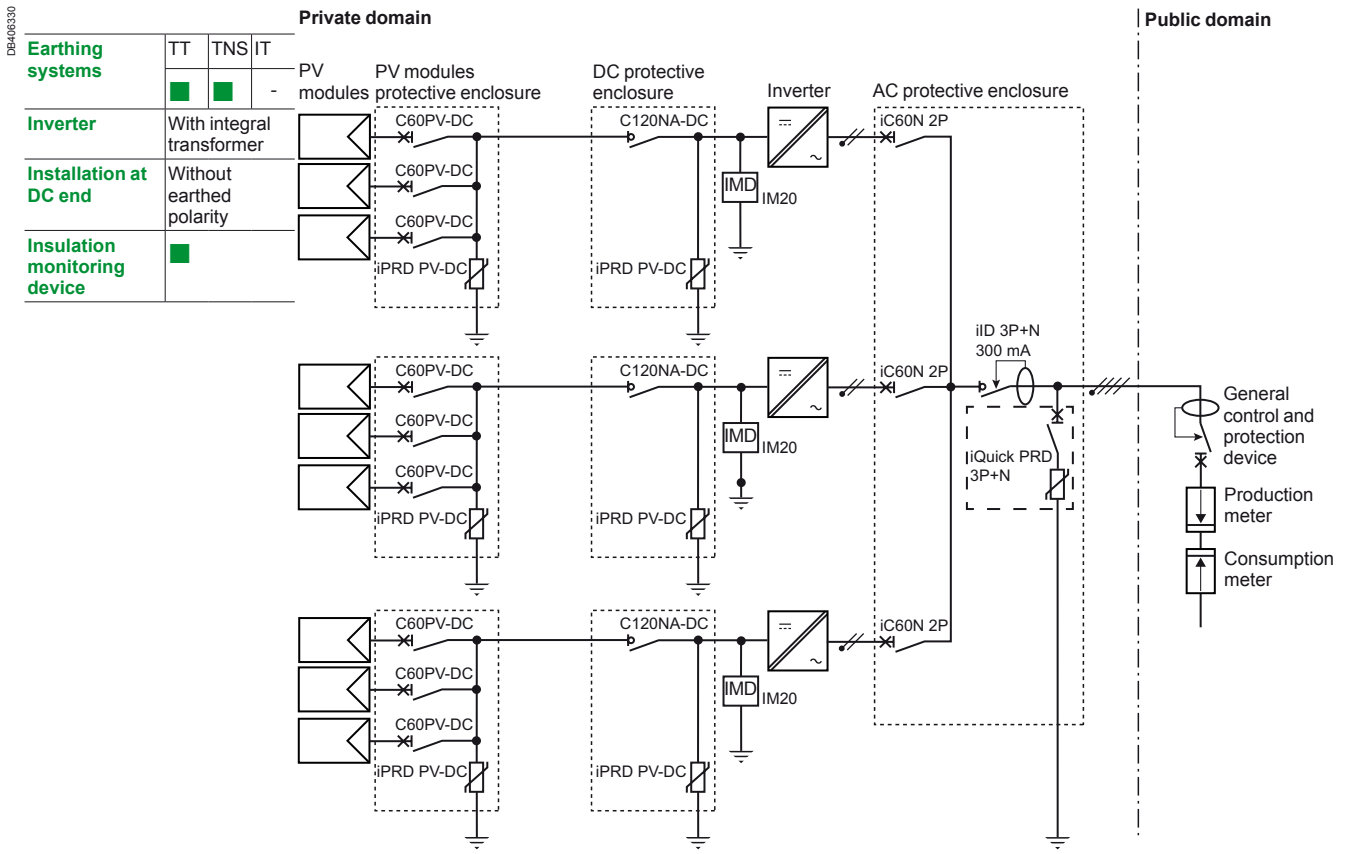 DB406330
Private domain
Public domain
Earthing
systems
TT
TNS
IT
-
Inverter
With integral
transformer
Installation at
DC end
Without
earthed
polarity
Insulation
monitoring
device
PV
modules
PV modules
protective enclosure
DC protective
enclosure
Inverter
AC protective enclosure
C60PV-DC
C120NA-DC
iC60N 2P
C60PV-DC
IMD
IM20
C60PV-DC
iPRD PV-DC
iPRD PV-DC
iID 3P+N
300 mA
C60PV-DC
C120NA-DC
iC60N 2P
C60PV-DC
IMD
IM20
C60PV-DC
iPRD PV-DC
iPRD PV-DC
iQuick PRD
3P+N
General
control and
protection
device
Production
meter
Consumption
meter
C60PV-DC
C120NA-DC
iC60N 2P
C60PV-DC
IMD
IM20
C60PV-DC
iPRD PV-DC
iPRD PV-DC